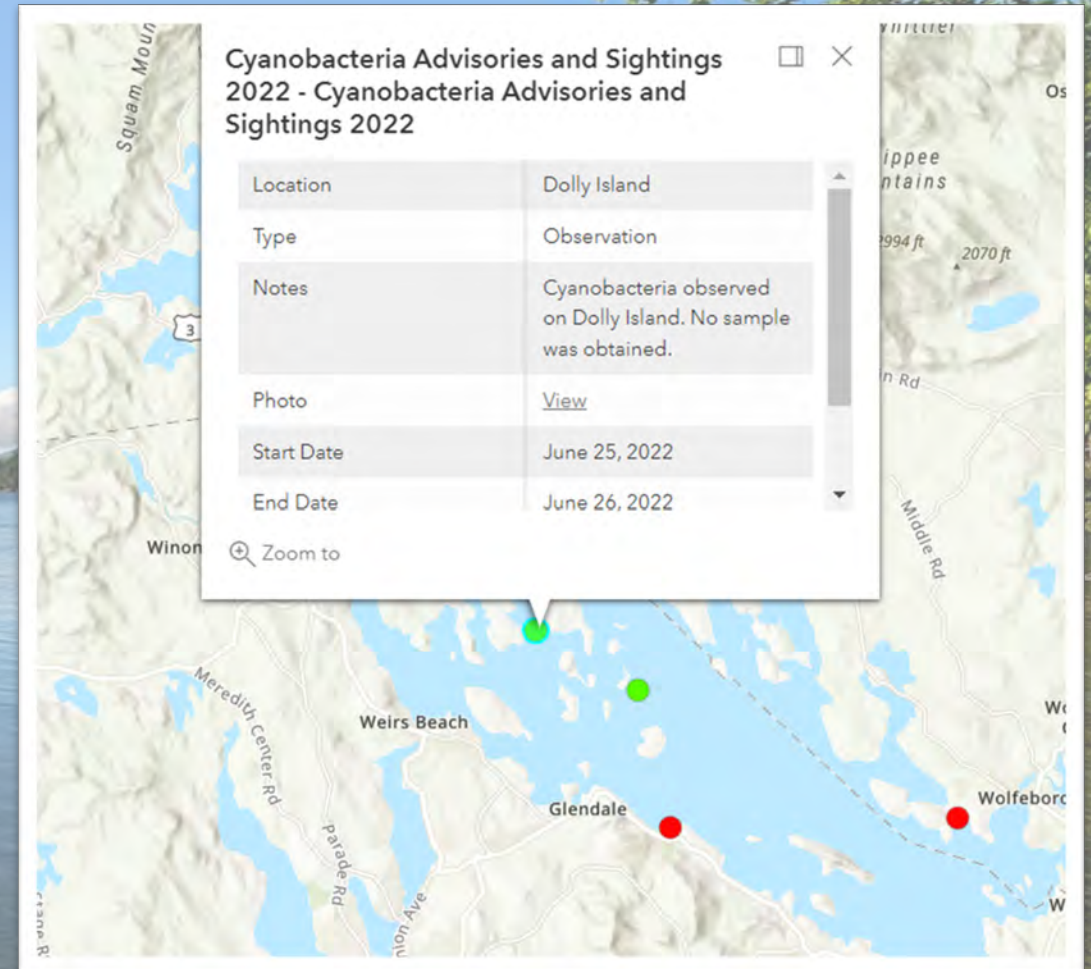 Cyanobacteria Advisories and Sightings
2022 - Cyanobacteria Advisories and
Sightings 2022
Location Dolly Island
Type Observation
Notes Cyanobacteria observed
on Dolly Island. No sample
was obtained.
Photo View
Start Date June 25, 2022
End Date June 26, 2022
Zoom to
Squam Moun
Os
ippee
ntains
2994 ft
2070 ft
3
n Rd
Middle Rd
Winon
Meredith Center Rd
Weirs Beach
Parade Rd
Glendale
Wolfeboro
nion Ave
W